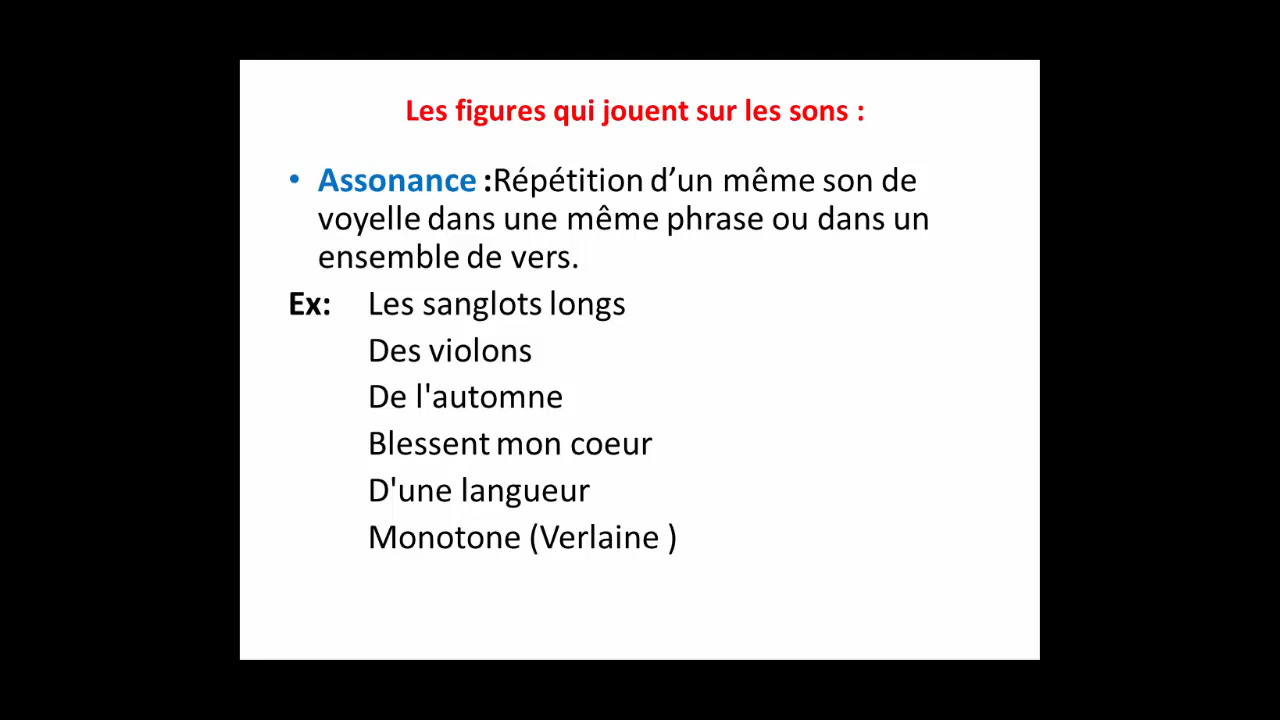 Les figures qui jouent sur les sons :
• Assonance :Répétition d’un même son de
voyelle dans une même phrase ou dans un
ensemble de vers.
Ex: Les sanglots longs
Des violons
De l'automne
Blessent mon coeur
D'une langueur
Monotone (Verlaine )